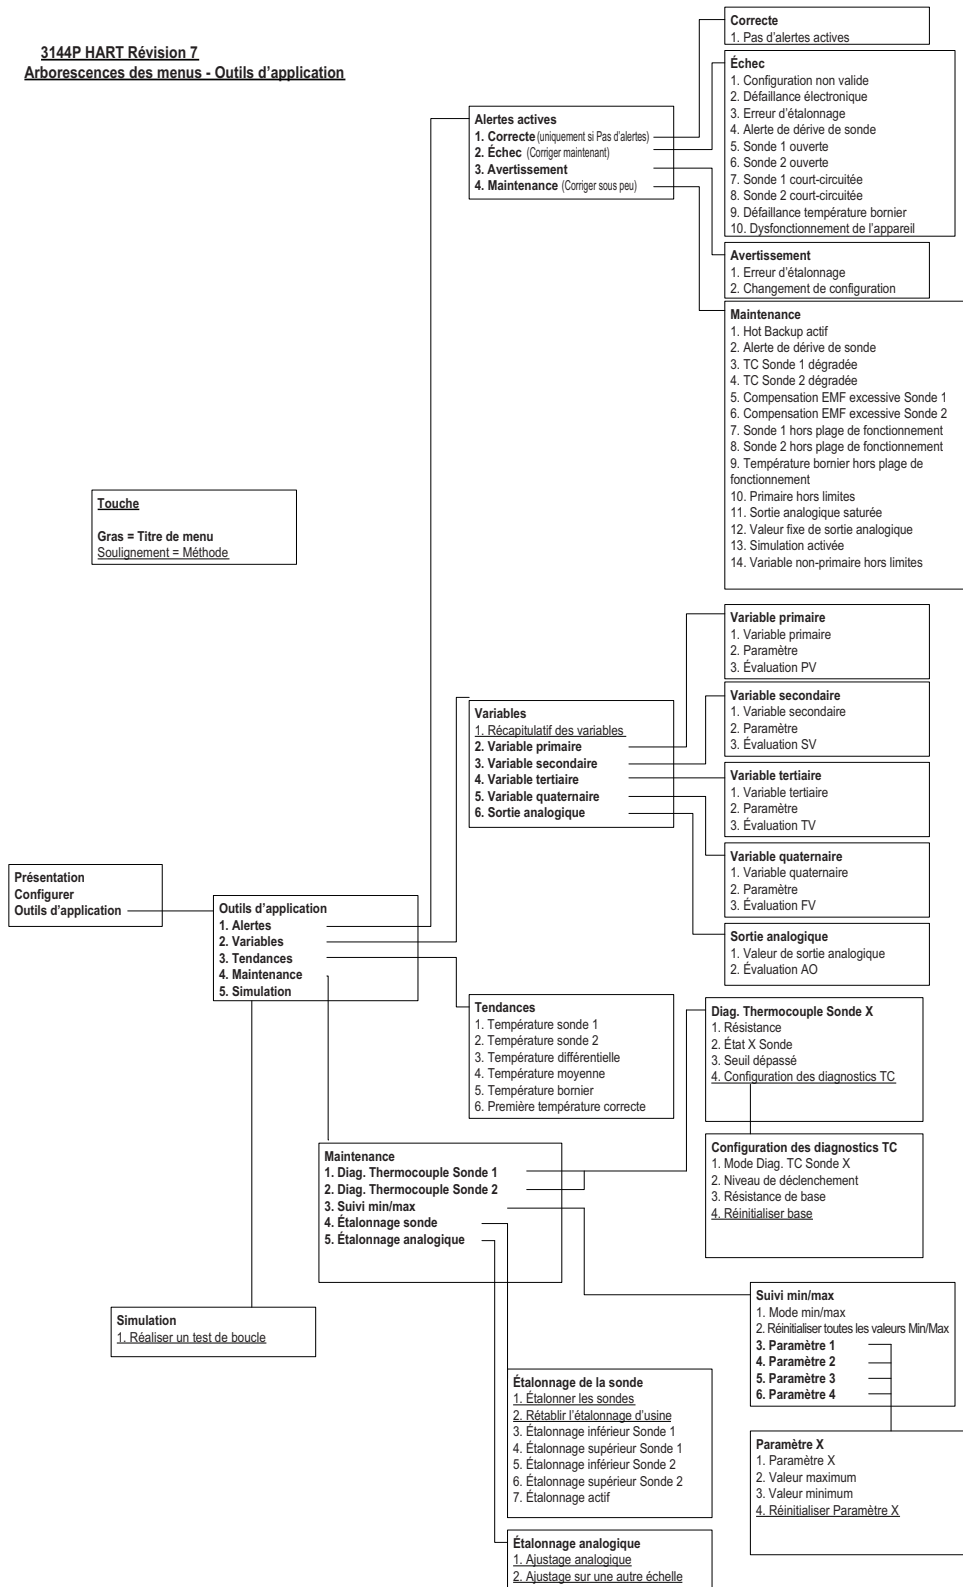 3144P HART Révision 7
Arborescences des menus - Outils d'application
Correcte
1. Pas d'alertes actives
Échec
1. Configuration non valide
2. Défaillance électronique
3. Erreur d'étalonnage
4. Alerte de dérive de sonde
5. Sonde 1 ouverte
6. Sonde 2 ouverte
7. Sonde 1 court-circuitée
8. Sonde 2 court-circuitée
9. Défaillance température bornier
10. Dysfonctionnement de l'appareil
Alertes actives
1. Correcte (uniquement si Pas d'alertes)
2. Échec (Corriger maintenant)
3. Avertissement
4. Maintenance (Corriger sous peu)
Avertissement
1. Erreur d'étalonnage
2. Changement de configuration
Maintenance
1. Hot Backup actif
2. Alerte de dérive de sonde
3. TC Sonde 1 dégradée
4. TC Sonde 2 dégradée
5. Compensation EMF excessive Sonde 1
6. Compensation EMF excessive Sonde 2
7. Sonde 1 hors plage de fonctionnement
8. Sonde 2 hors plage de fonctionnement
9. Température bornier hors plage de
fonctionnement
10. Primaire hors limites
11. Sortie analogique saturée
12. Valeur fixe de sortie analogique
13. Simulation activée
14. Variable non-primaire hors limites
Touche
Gras = Titre de menu
Soulignement = Méthode
Variable primaire
1. Variable primaire
2. Paramètre
3. Évaluation PV
Variable secondaire
1. Variable secondaire
2. Paramètre
3. Évaluation SV
Variables
1. Récapitulatif des variables
2. Variable primaire
3. Variable secondaire
4. Variable tertiaire
5. Variable quaternaire
6. Sortie analogique
Variable tertiaire
1. Variable tertiaire
2. Paramètre
3. Évaluation TV
Variable quaternaire
1. Variable quaternaire
2. Paramètre
3. Évaluation FV
Présentation
Configurer
Outils d'application
Outils d'application
1. Alertes
2. Variables
3. Tendances
4. Maintenance
5. Simulation
Sortie analogique
1. Valeur de sortie analogique
2. Évaluation AO
Tendances
1. Température sonde 1
2. Température sonde 2
3. Température différentielle
4. Température moyenne
5. Température bornier
6. Première température correcte
Diag. Thermocouple Sonde X
1. Résistance
2. État X Sonde
3. Seuil dépassé
4. Configuration des diagnostics TC
Maintenance
1. Diag. Thermocouple Sonde 1
2. Diag. Thermocouple Sonde 2
3. Suivi min/max
4. Étalonnage sonde
5. Étalonnage analogique
Configuration des diagnostics TC
1. Mode Diag. TC Sonde X
2. Niveau de déclenchement
3. Résistance de base
4. Réinitialiser base
Simulation
1. Réaliser un test de boucle
Suivi min/max
1. Mode min/max
2. Réinitialiser toutes les valeurs Min/Max
3. Paramètre 1
4. Paramètre 2
5. Paramètre 3
6. Paramètre 4
Étalonnage de la sonde
1. Étalonner les sondes
2. Rétablir l'étalonnage d'usine
3. Étalonnage inférieur Sonde 1
4. Étalonnage supérieur Sonde 1
5. Étalonnage inférieur Sonde 2
6. Étalonnage supérieur Sonde 2
7. Étalonnage actif
Paramètre X
1. Paramètre X
2. Valeur maximum
3. Valeur minimum
4. Réinitialiser Paramètre X
Étalonnage analogique
1. Ajustage analogique
2. Ajustage sur une autre échelle